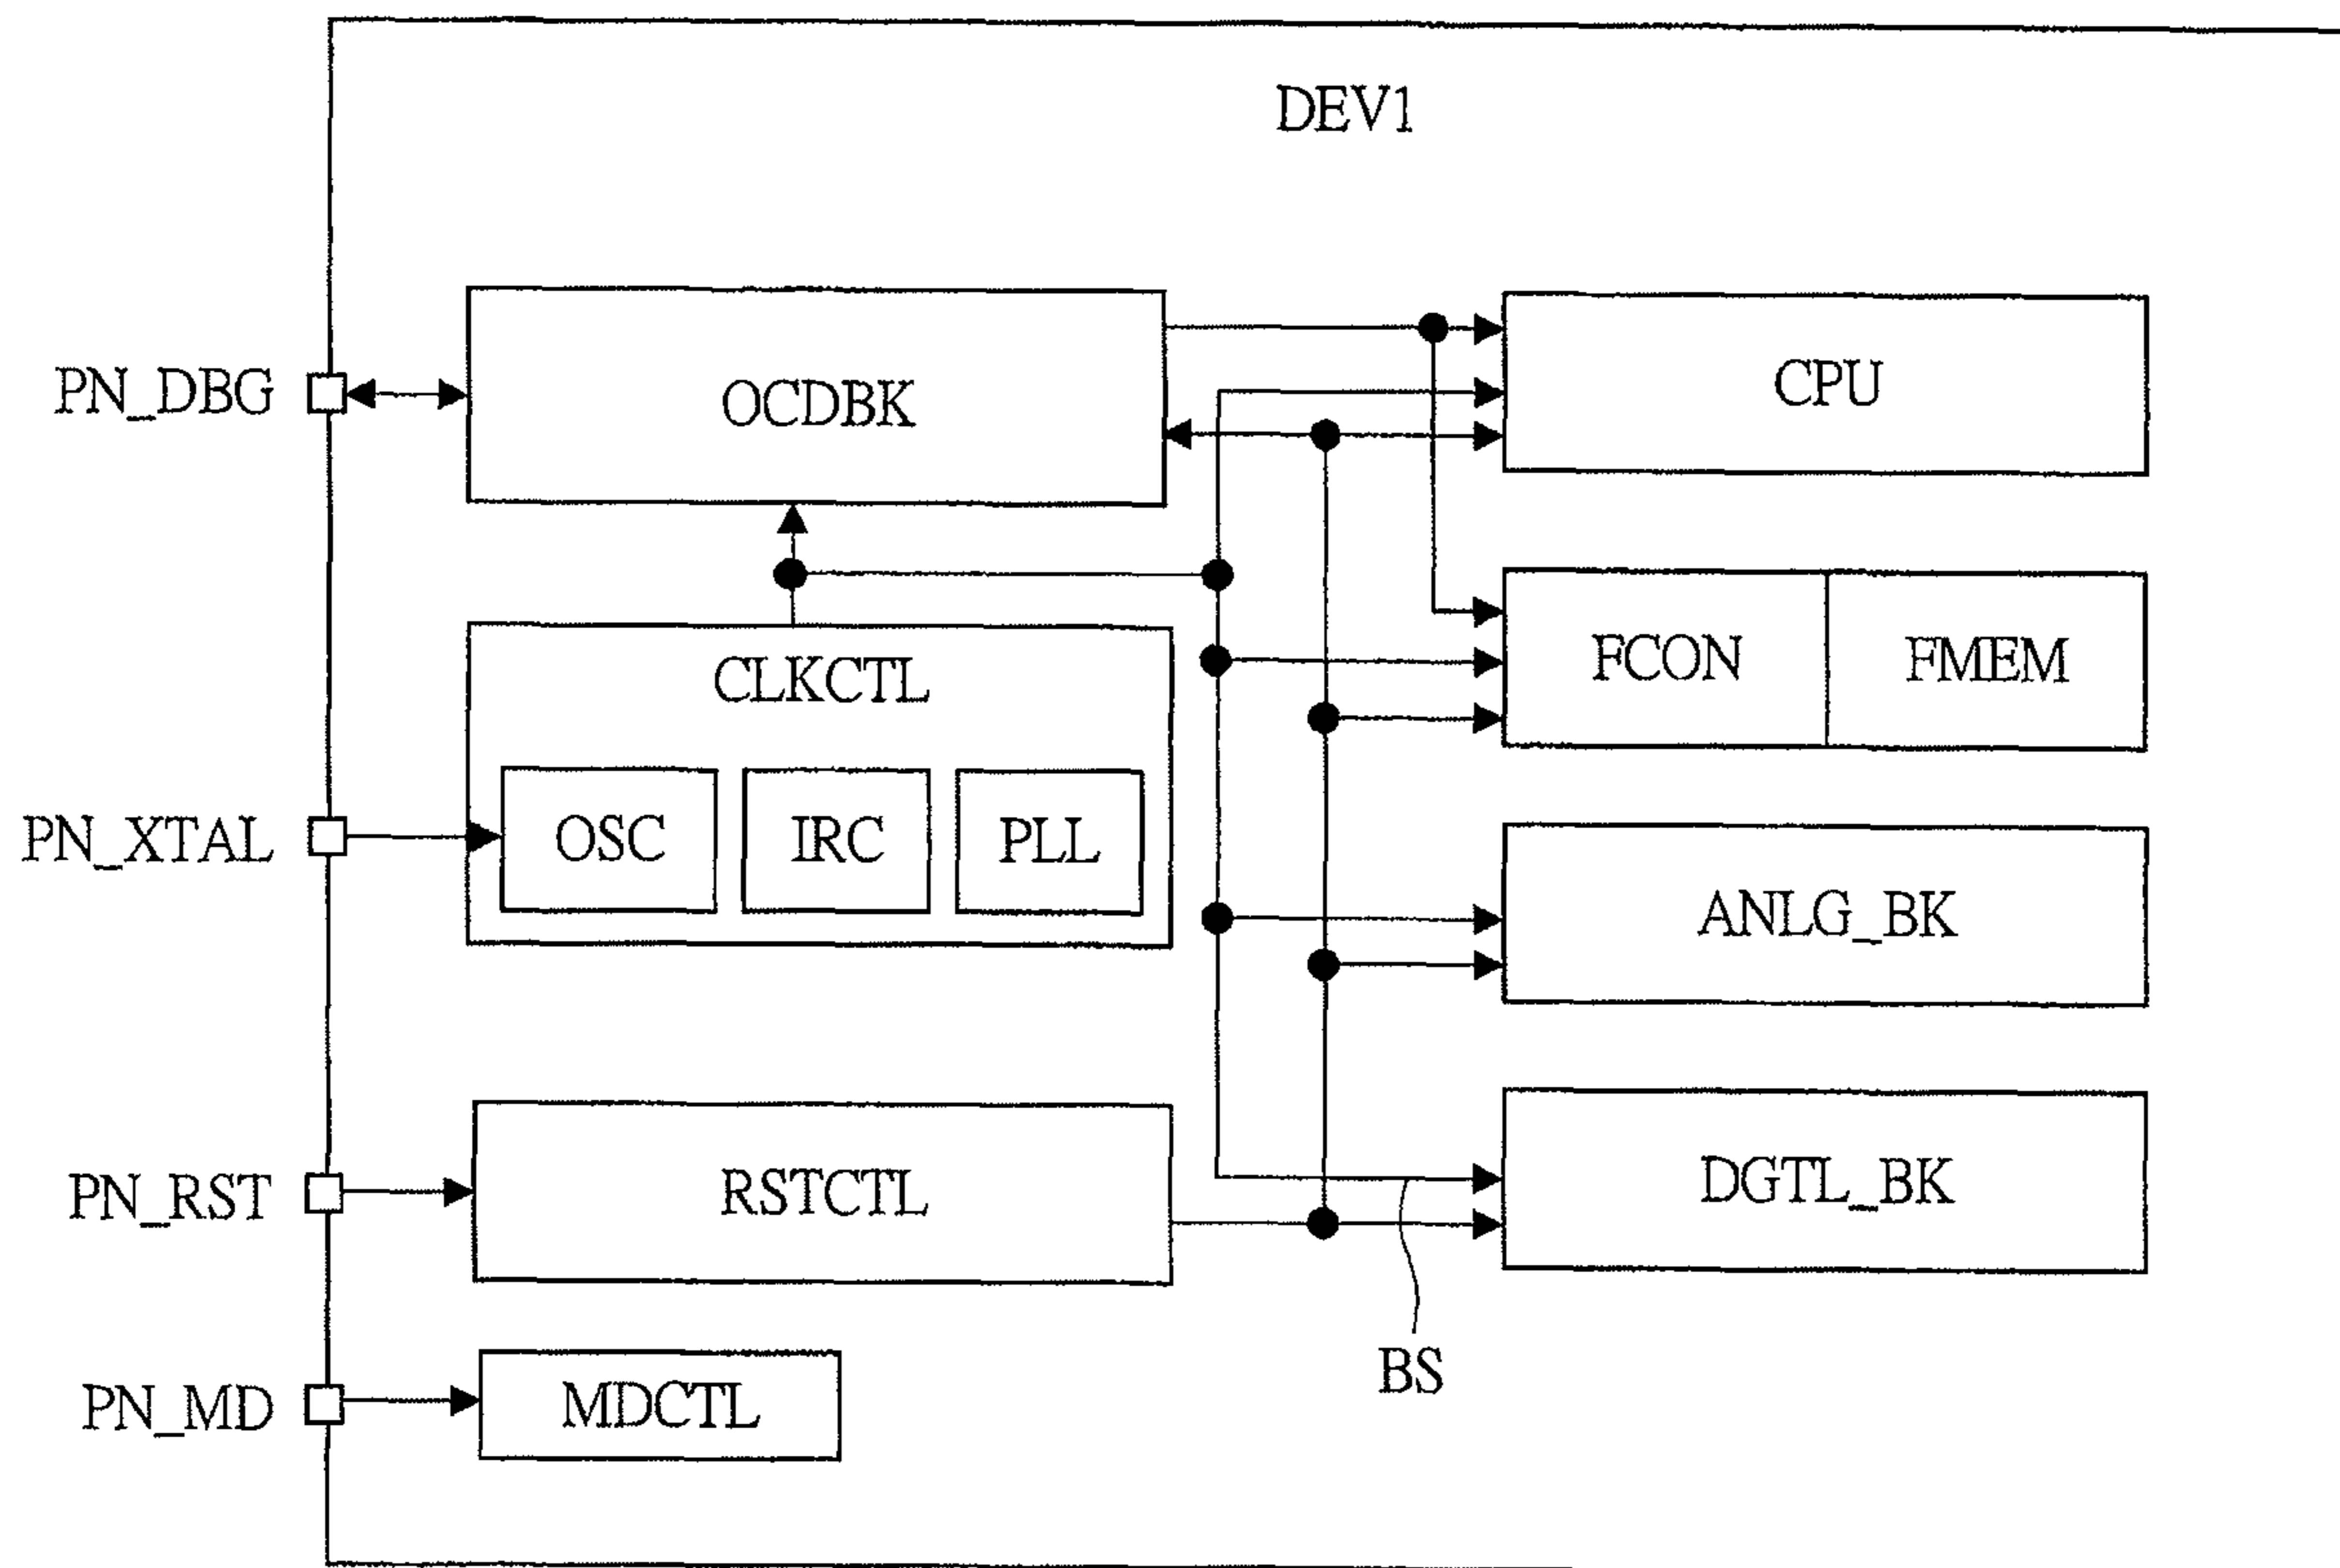 DEV1
PN_DBG
OCDBK
CPU
CLKCTL
FCON
FMEM
PN_XTAL
OSC
IRC
PLL
ANLG_BK
PN_RST
RSTCTL
DGTL_BK
BS
PN_MD
MDCTL